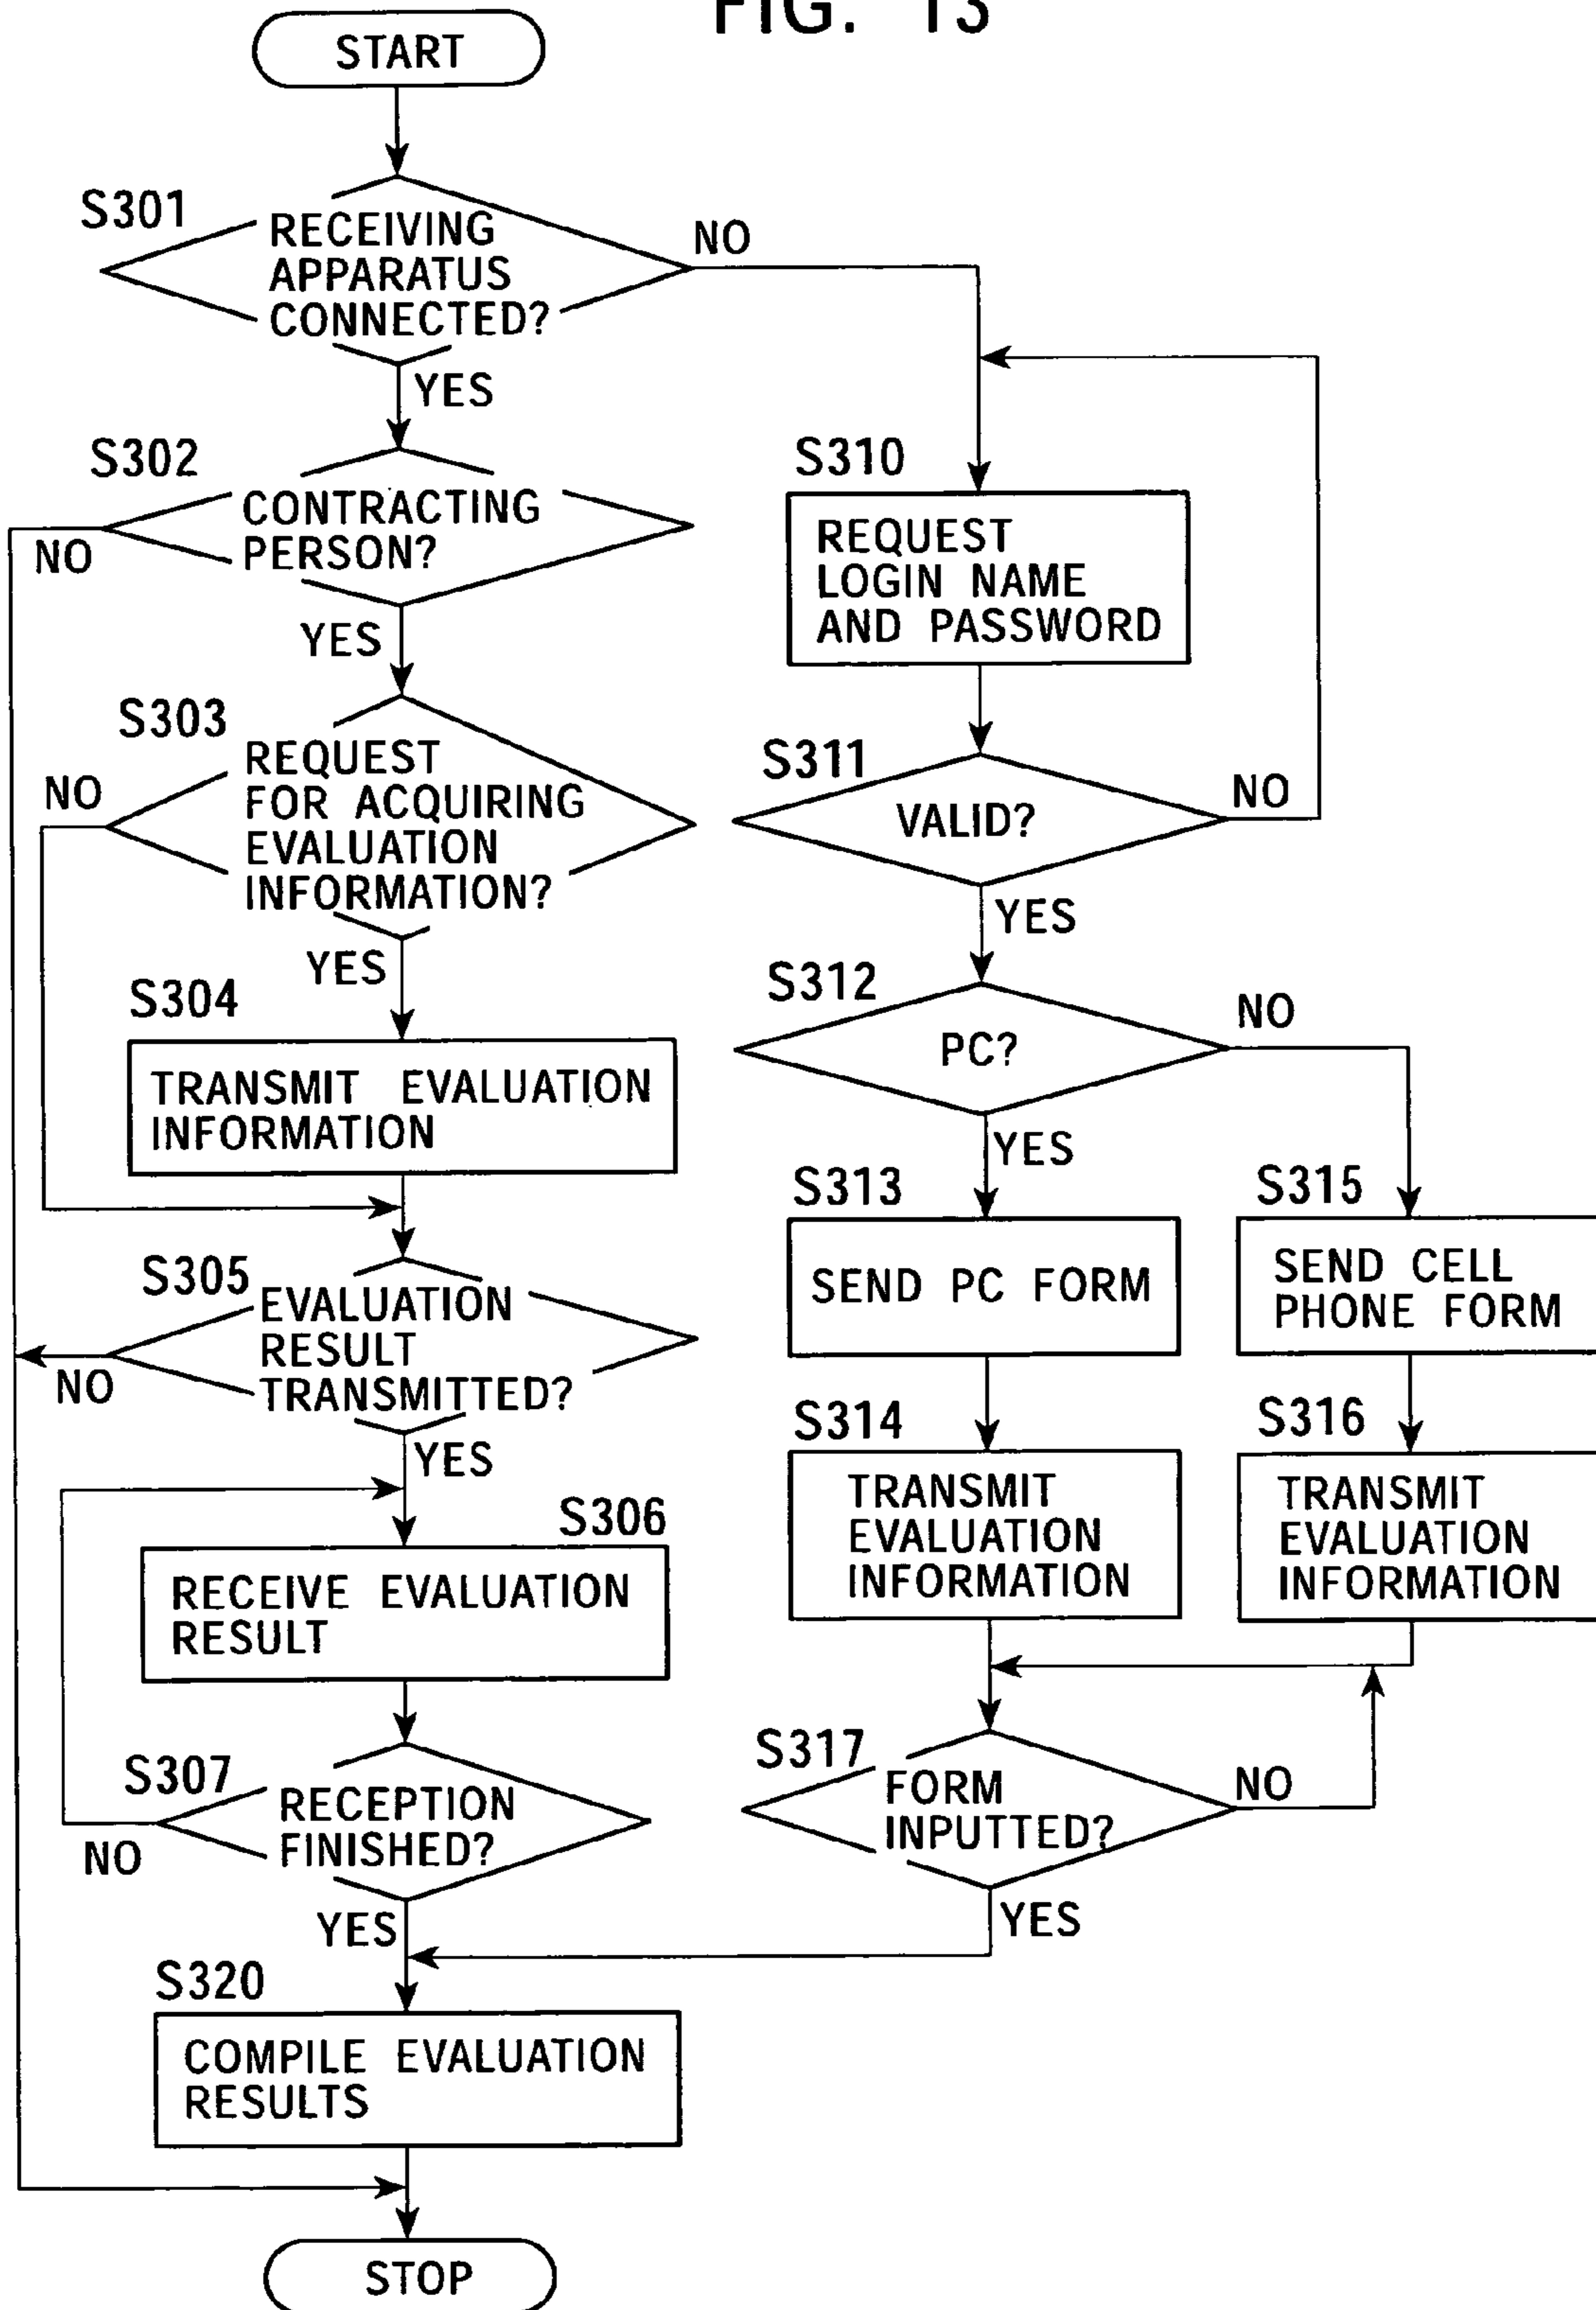 FIG. 13
START
S301
RECEIVING
APPARATUS
CONNECTED?
NO
YES
S302
CONTRACTING
PERSON?
NO
YES
S303
REQUEST
FOR ACQUIRING
EVALUATION
INFORMATION?
NO
YES
S304
TRANSMIT EVALUATION
INFORMATION
S305
EVALUATION
RESULT
TRANSMITTED?
NO
YES
S306
RECEIVE EVALUATION
RESULT
S307
RECEPTION
FINISHED?
NO
YES
S310
REQUEST
LOGIN NAME
AND PASSWORD
S311
VALID?
NO
YES
S312
PC?
NO
YES
S313
SEND PC FORM
S314
TRANSMIT
EVALUATION
INFORMATION
S315
SEND CELL
PHONE FORM
S316
TRANSMIT
EVALUATION
INFORMATION
S317
FORM
INPUTTED?
NO
YES
S320
COMPILE EVALUATION
RESULTS
STOP